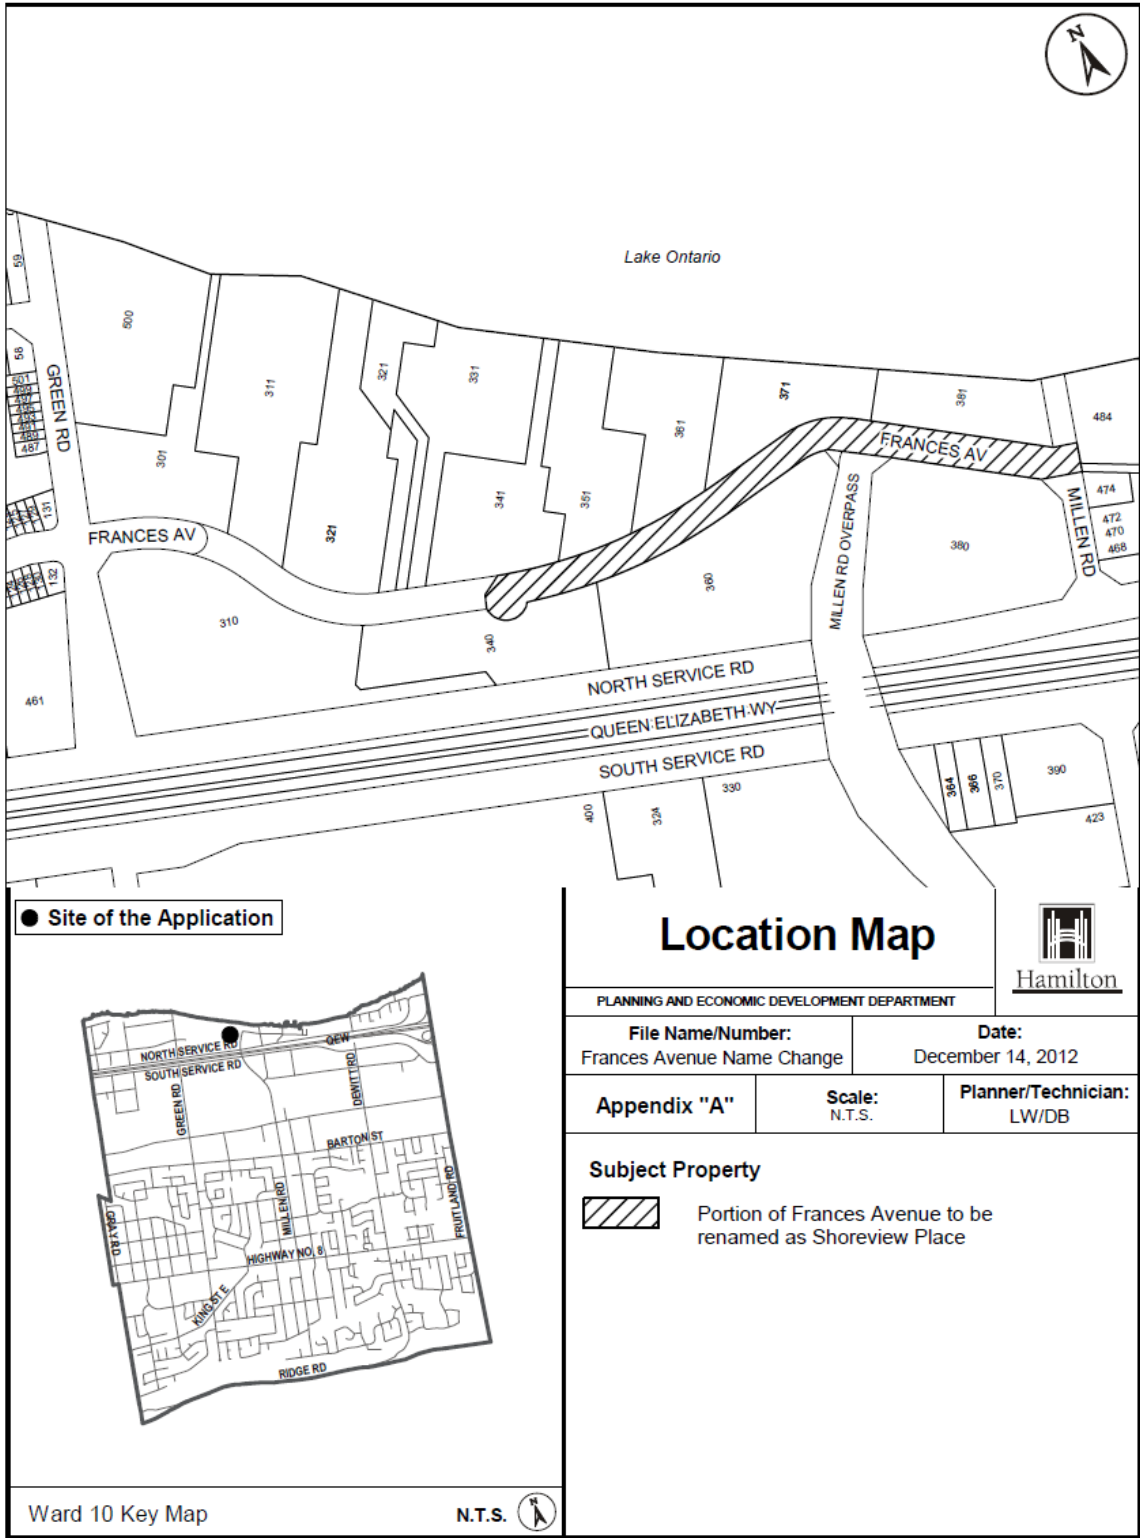 N
Lake Ontario
59
500
311
321
331
371
381
484
58
GREEN RD
501
489
487
301
361
FRANCES AV
341
351
MILLEN RD OVERPASS
474
MILLEN RD
472
470
468
131
FRANCES AV
321
380
132
310
360
340
461
NORTH SERVICE RD
QUEEN ELIZABETH WY
SOUTH SERVICE RD
330
400
324
364
366
370
390
423
Site of the Application
NORTH SERVICE RD
QEW
SOUTH SERVICE RD
GREEN RD
DEWITT RD
BARTON ST
MILLEN RD
FRUITLAND RD
GRAY RD
HIGHWAY NO. 8
KING ST E
RIDGE RD
Ward 10 Key Map
N.T.S.
N
Location Map
Hamilton
PLANNING AND ECONOMIC DEVELOPMENT DEPARTMENT
File Name/Number:
Frances Avenue Name Change
Date:
December 14, 2012
Appendix "A"
Scale:
N.T.S.
Planner/Technician:
LW/DB
Subject Property
Portion of Frances Avenue to be
renamed as Shoreview Place